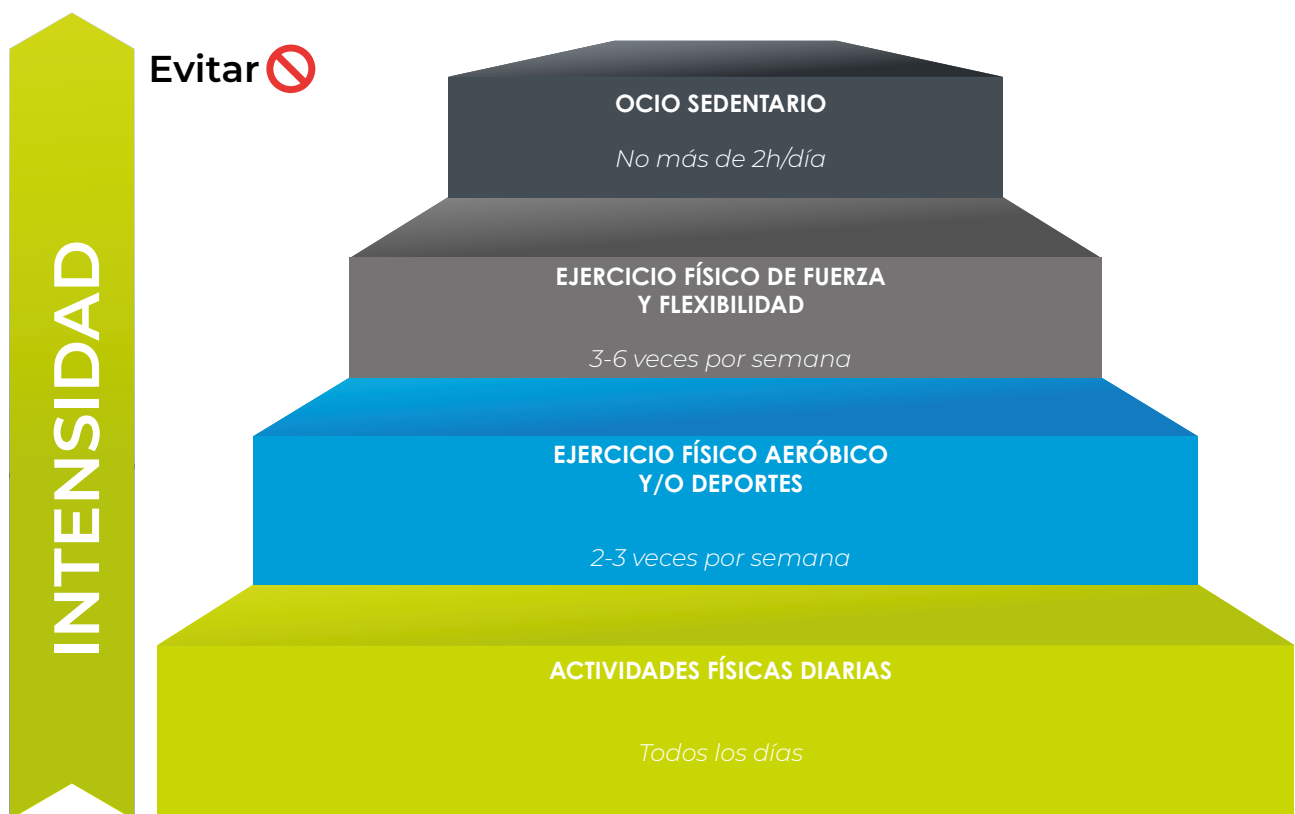 Evitar
OCIO SEDENTARIO
No más de 2h/día
EJERCICIO FÍSICO DE FUERZA
Y FLEXIBILIDAD
3-6 veces por semana
EJERCICIO FÍSICO AERÓBICO
Y/O DEPORTES
2-3 veces por semana
ACTIVIDADES FÍSICAS DIARIAS
Todos los días
INTENSIDAD